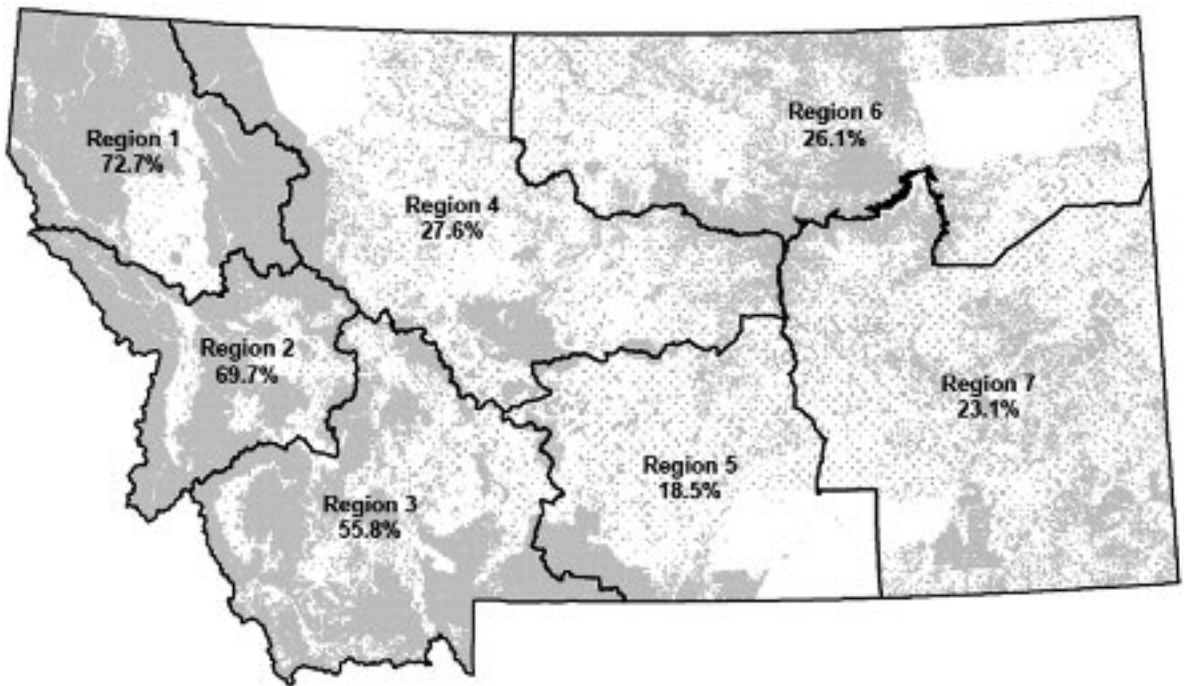 Region 1
72.7%
Region 2
69.7%
Region 3
55.8%
Region 4
27.6%
Region 5
18.5%
Region 6
26.1%
Region 7
23.1%